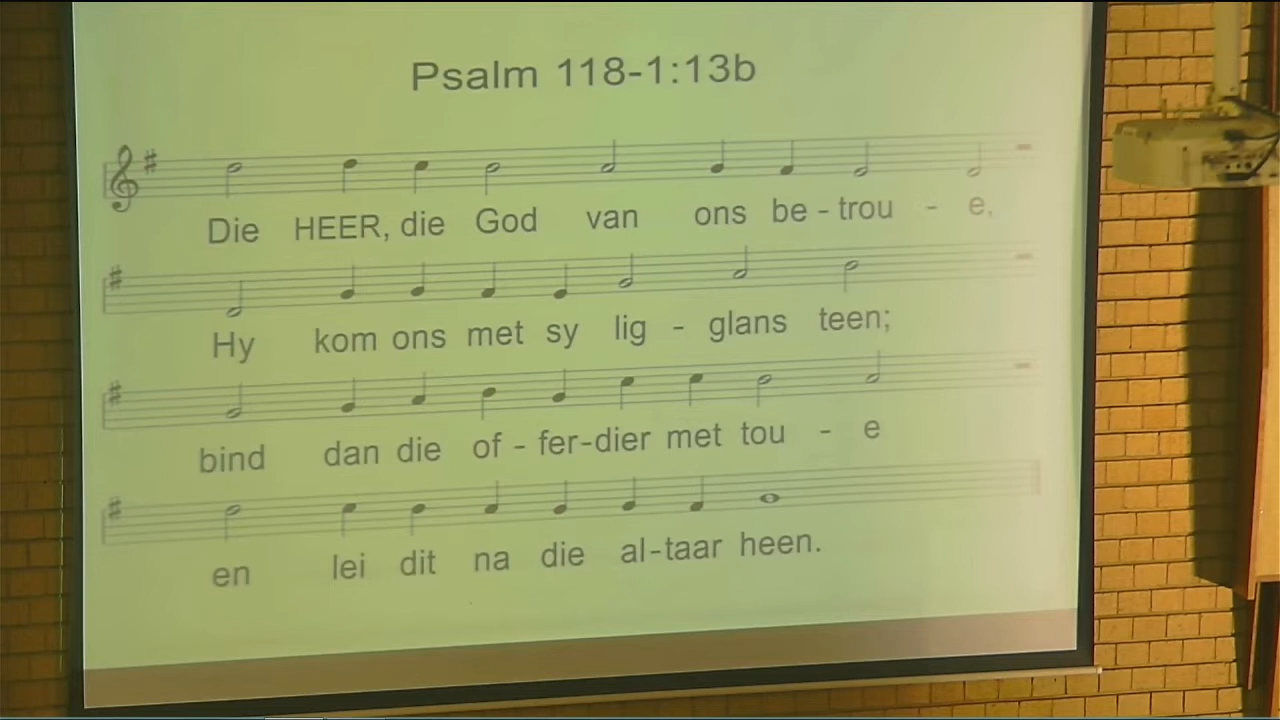 Psalm 118-1:13b
Die HEER, die God van ons be - trou - e,
Hy kom ons met sy lig - glans teen;
bind dan die of - fer-dier met tou - e
en lei dit na die al-taar heen.